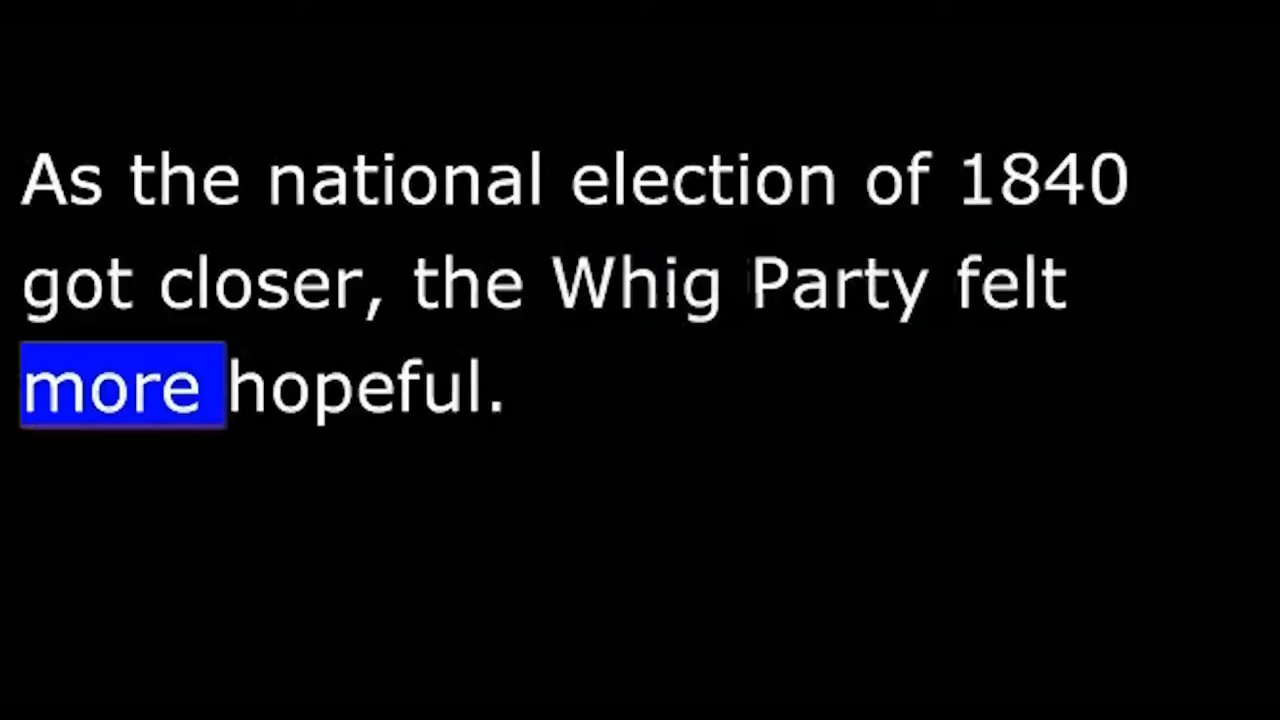 As the national election of 1840
got closer, the Whig Party felt
more hopeful.